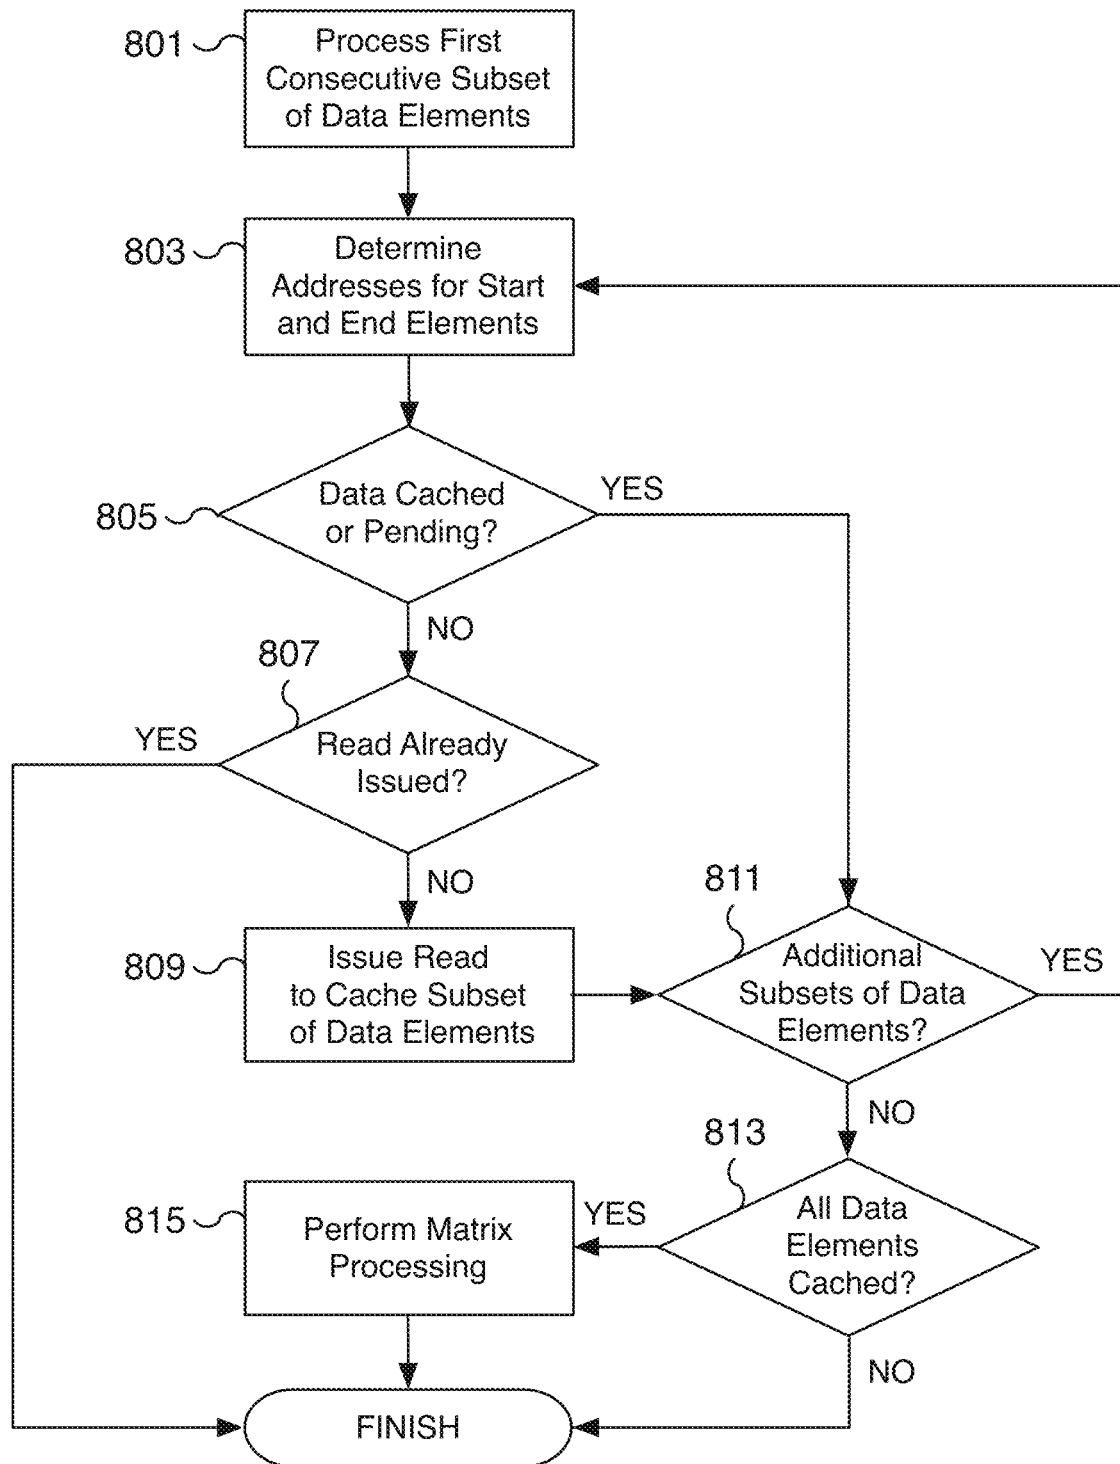 801
Process First
Consecutive Subset
of Data Elements
803
Determine
Addresses for Start
and End Elements
805
Data Cached
or Pending?
YES
NO
807
YES
Read Already
Issued?
NO
809
Issue Read
to Cache Subset
of Data Elements
811
Additional
Subsets of Data
Elements?
YES
NO
813
All Data
Elements
Cached?
YES
NO
815
Perform Matrix
Processing
FINISH